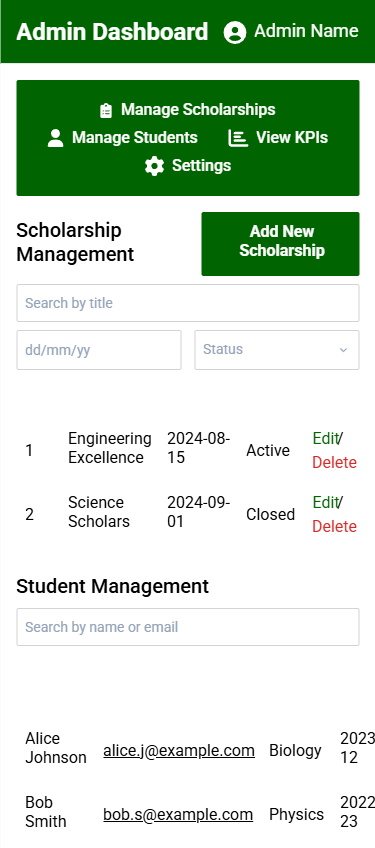 Admin Dashboard Admin Name
Manage Scholarships
Manage Students View KPIs
Settings
Scholarship
Management
Add New
Scholarship
Search by title
dd/mm/yy Status
1 Engineering Excellence 2024-08-15 Active Edit/ Delete
2 Science Scholars 2024-09-01 Closed Edit/ Delete
Student Management
Search by name or email
Alice Johnson alice.j@example.com Biology 2023 12
Bob Smith bob.s@example.com Physics 2022 23